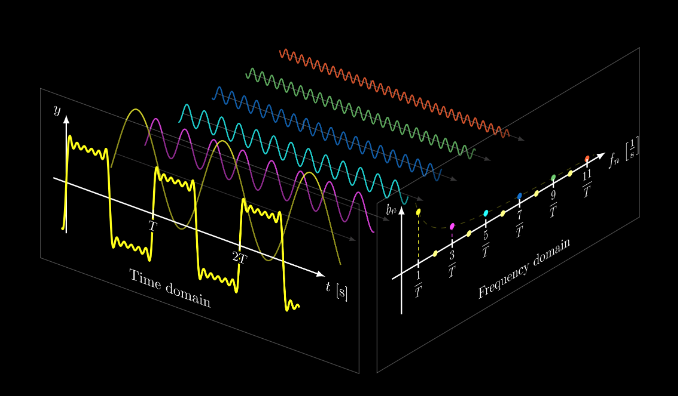 y
T
2T
t [s]
Time domain
bₙ
1/T
3/T
5/T
7/T
9/T
11/T
fₙ [1/s]
Frequency domain